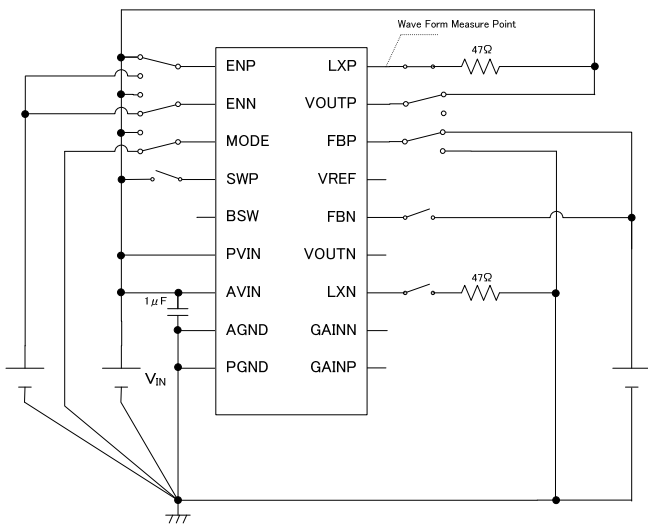 Wave Form Measure Point
47Ω
ENP
LXP
ENN
VOUTP
MODE
FBP
SWP
VREF
BSW
FBN
PVIN
VOUTN
AVIN
LXN
47Ω
1μF
AGND
GAINN
PGND
GAINP
VIN